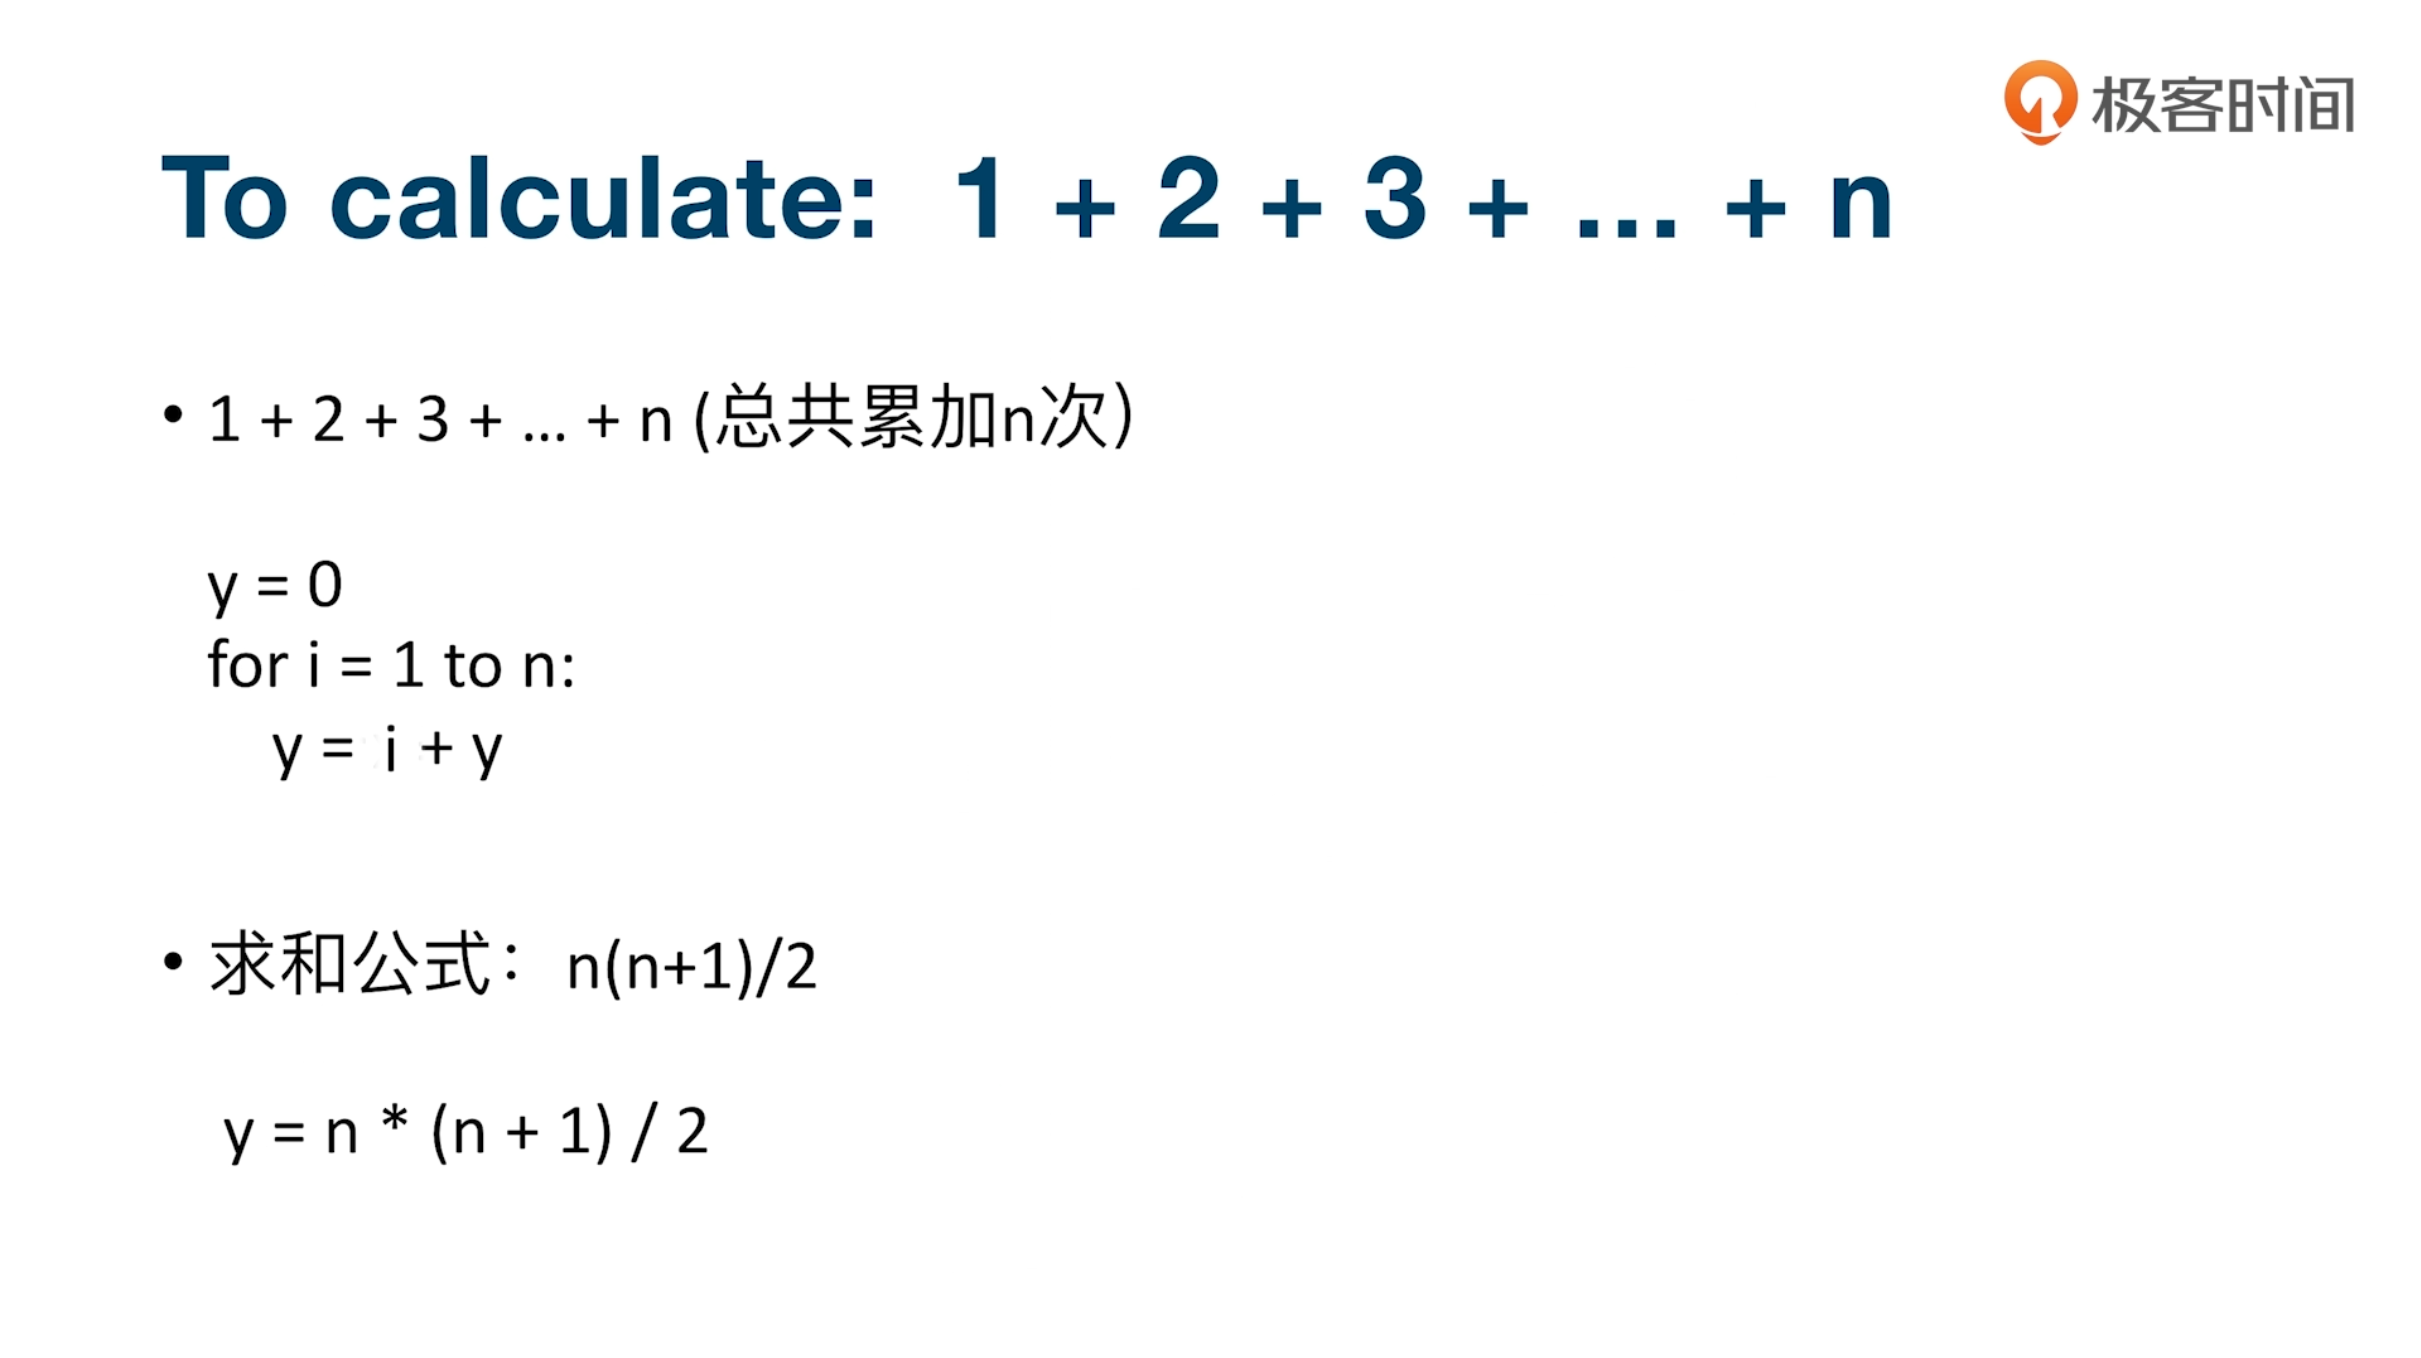 极客时间
To calculate: 1 + 2 + 3 + ... + n
• 1 + 2 + 3 + ... + n (总共累加n次）
y = 0
for i = 1 to n:
y = i + y
• 求和公式：n(n+1)/2
y = n * (n + 1) / 2